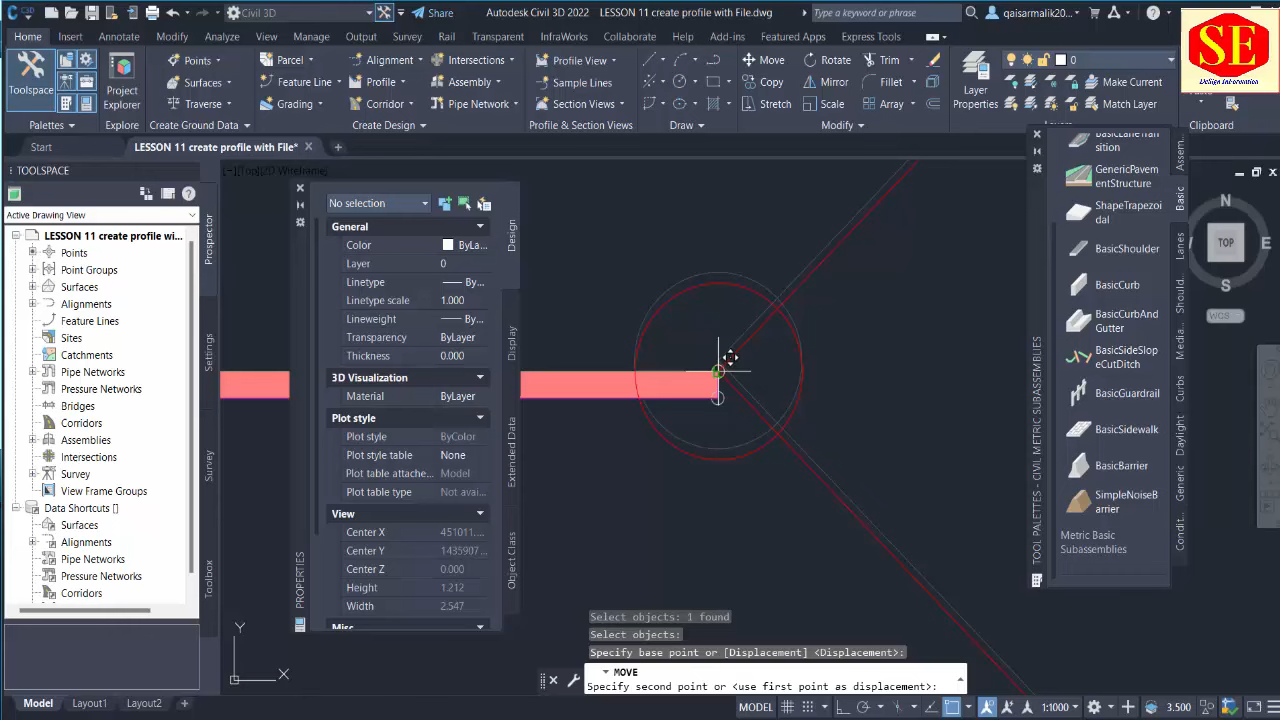 Autodesk Civil 3D 2022 LESSON 11 create profile with File.dwg
Civil 3D
Type a keyword or phrase
qasarmalik20...
Home Insert Annotate Modify Analyze View Manage Output Survey Rail
Collaborate Help Add-ins Featured Apps Express Tools
SE
Design Information
Toolspace
Project
Explorer
Points
Surfaces
Traverse
Parcel
Feature Line
Grading
Alignment
Profile
Corridor
Assembly
Profile View
Sample Lines
Section Views
Move
Copy
Stretch
Rotate
Mirror
Scale
Trim
Fillet
Array
Layer
Properties
0
Make Current
Match Layer
Palettes Explore Create Ground Data Create Design Profile & Section Views Draw Modify
Clipboard
Start LESSON 11 create profile with File*
TOOLSPACE
Active Drawing View
LESSON 11 create profile wi...
Points
Point Groups
Surfaces
Alignments
Feature Lines
Sites
Catchments
Pipe Networks
Pressure Networks
Bridges
Corridors
Assemblies
Intersections
Survey
View Frame Groups
Data Shortcuts []
Surfaces
Alignments
Pipe Networks
Pressure Networks
Corridors
Prospector
Settings
Survey
Toolbox
[−][Top][2D Wireframe]
No selection
General
Color ByLa...
Layer 0
Linetype By...
Linetype scale 1.000
Lineweight By...
Transparency ByLayer
Thickness 0.000
3D Visualization
Material ByLayer
Plot style
Plot style ByColor
Plot style table None
Plot table attache... Model
Plot table type Not avai...
View
Center X 451011...
Center Y 1435907...
Center Z 0.000
Height 1.212
Width 2.547
Misc
PROPERTIES
Design
Display
Extended Data
Object Class
BasicLaneTran
sition
GenericPavem
entStructure
ShapeTrapezoi
dal
BasicShoulder
BasicCurb
BasicCurbAnd
Gutter
BasicSideSlop
eCutDitch
BasicGuardrail
BasicSidewalk
BasicBarrier
SimpleNoiseB
arrier
Metric Basic
Subassemblies
TOOL PALETTES - CIVIL METRIC SUBASSEMBLIES
Assem...
Basic
Lanes
Shoul...
Media...
Curbs
Daylight
Generic
Condit...
N
TOP
E
S
W
WCS
Y
X
Select objects: 1 found
Select objects:
Specify base point or [Displacement] <Displacement>:
MOVE
Specify second point or <use first point as displacement>:
Model Layout1 Layout2
MODEL
1:1000
3.500